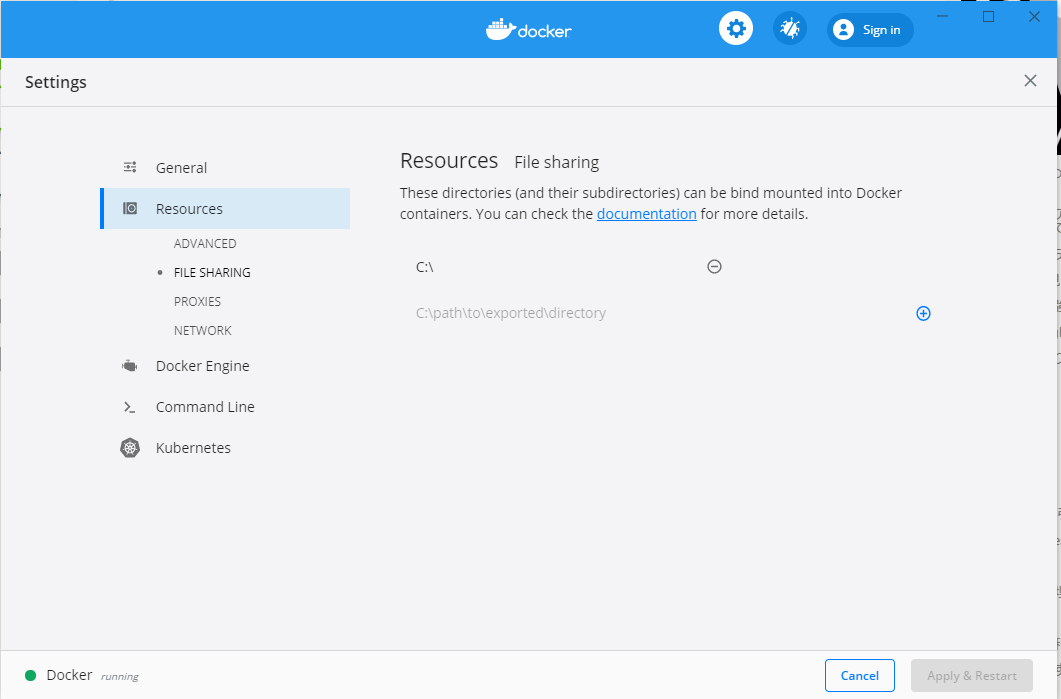 docker
Sign in
Settings
General
Resources
ADVANCED
FILE SHARING
PROXIES
NETWORK
Docker Engine
Command Line
Kubernetes
Resources File sharing
These directories (and their subdirectories) can be bind mounted into Docker
containers. You can check the documentation for more details.
C:\
C:\path\to\exported\directory
Docker running
Cancel
Apply & Restart